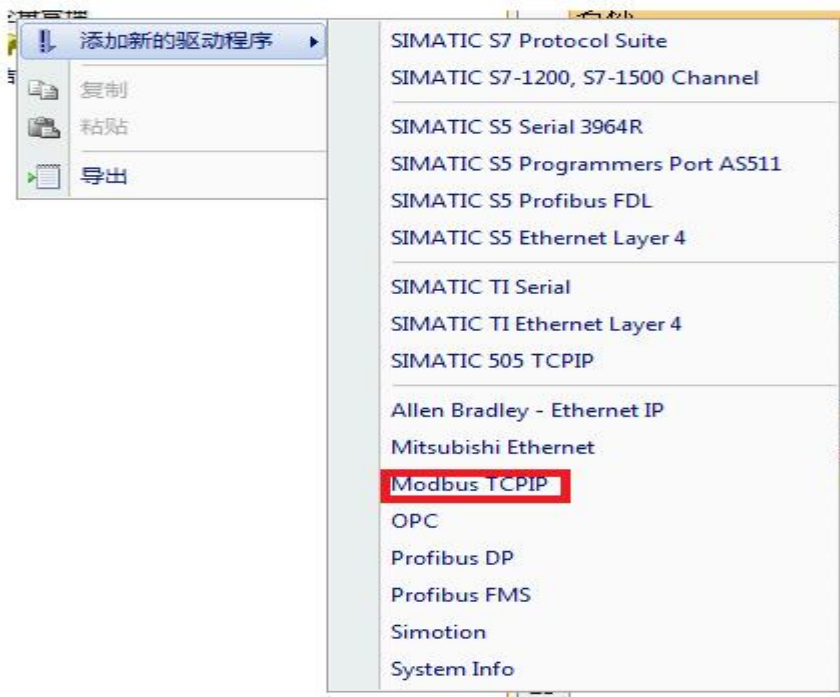 添加新的驱动程序
复制
粘贴
导出
SIMATIC S7 Protocol Suite
SIMATIC S7-1200, S7-1500 Channel
SIMATIC S5 Serial 3964R
SIMATIC S5 Programmers Port AS511
SIMATIC S5 Profibus FDL
SIMATIC S5 Ethernet Layer 4
SIMATIC TI Serial
SIMATIC TI Ethernet Layer 4
SIMATIC 505 TCPIP
Allen Bradley - Ethernet IP
Mitsubishi Ethernet
Modbus TCPIP
OPC
Profibus DP
Profibus FMS
Simotion
System Info